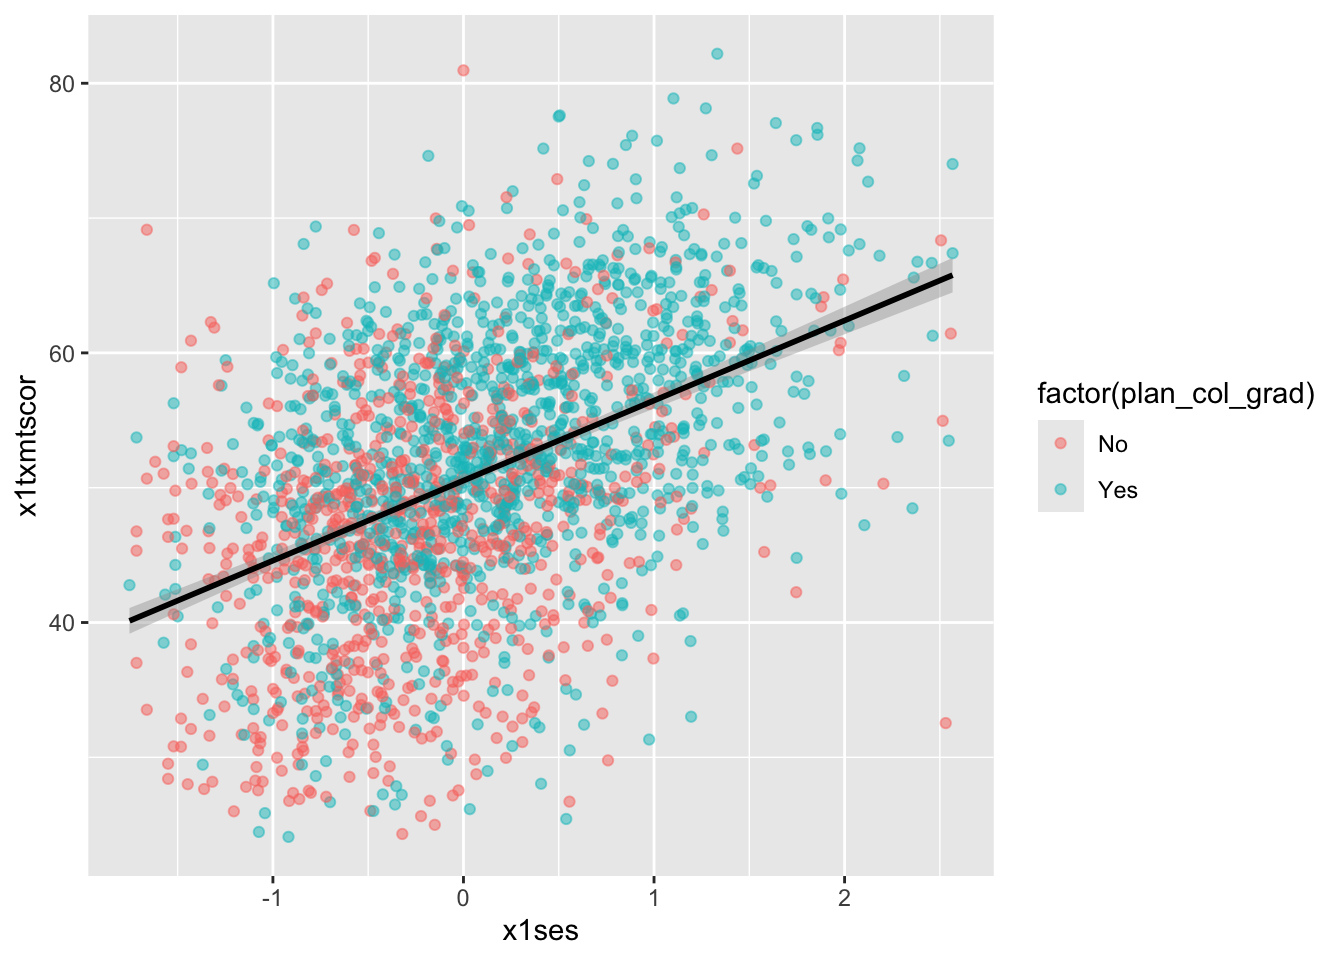 80
60
40
x1txmtscor
-1
0
1
2
x1ses
factor(plan_col_grad)
No
Yes